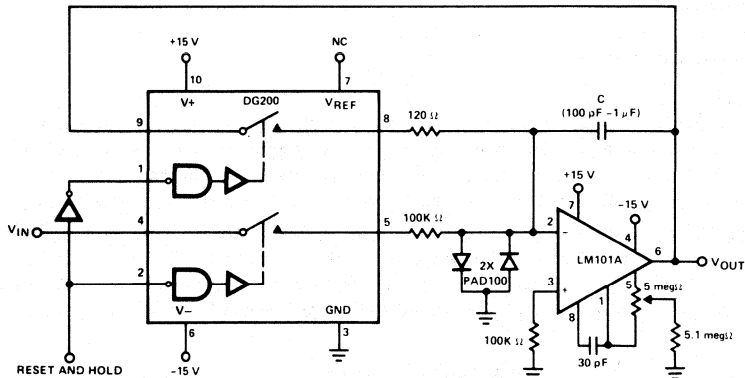 +15 V
NC
10
7
V+
DG200
VREF
C
(100 pF –1 μF)
120 Ω
9
8
1
+15 V
7
–15 V
VIN
4
5
100K Ω
2
–
4
6
VOUT
LM101A
2X
PAD100
2
3
+
1
5
5 megΩ
8
V–
GND
6
3
100K Ω
30 pF
5.1 megΩ
RESET AND HOLD
–15 V